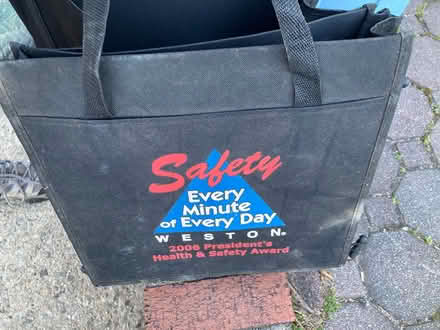 Safety
Every
Minute
of Every Day
WESTON®
2006 President's
Health & Safety Award